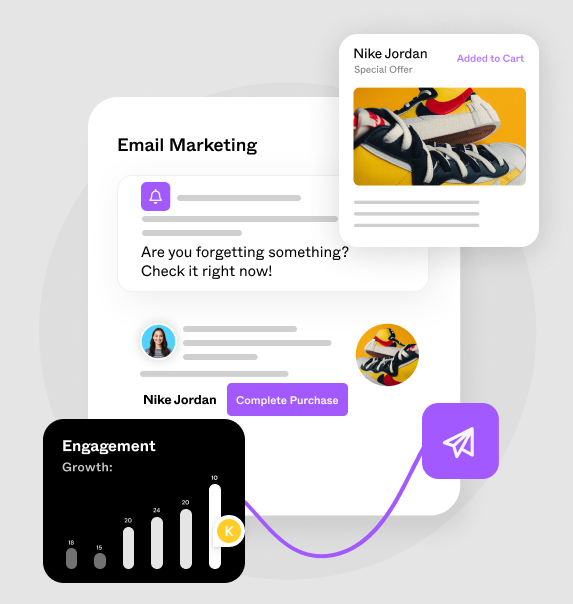 Nike Jordan
Added to Cart
Special Offer
Email Marketing
Are you forgetting something?
Check it right now!
Nike Jordan
Complete Purchase
Engagement
Growth:
18
15
20
24
20
10
K